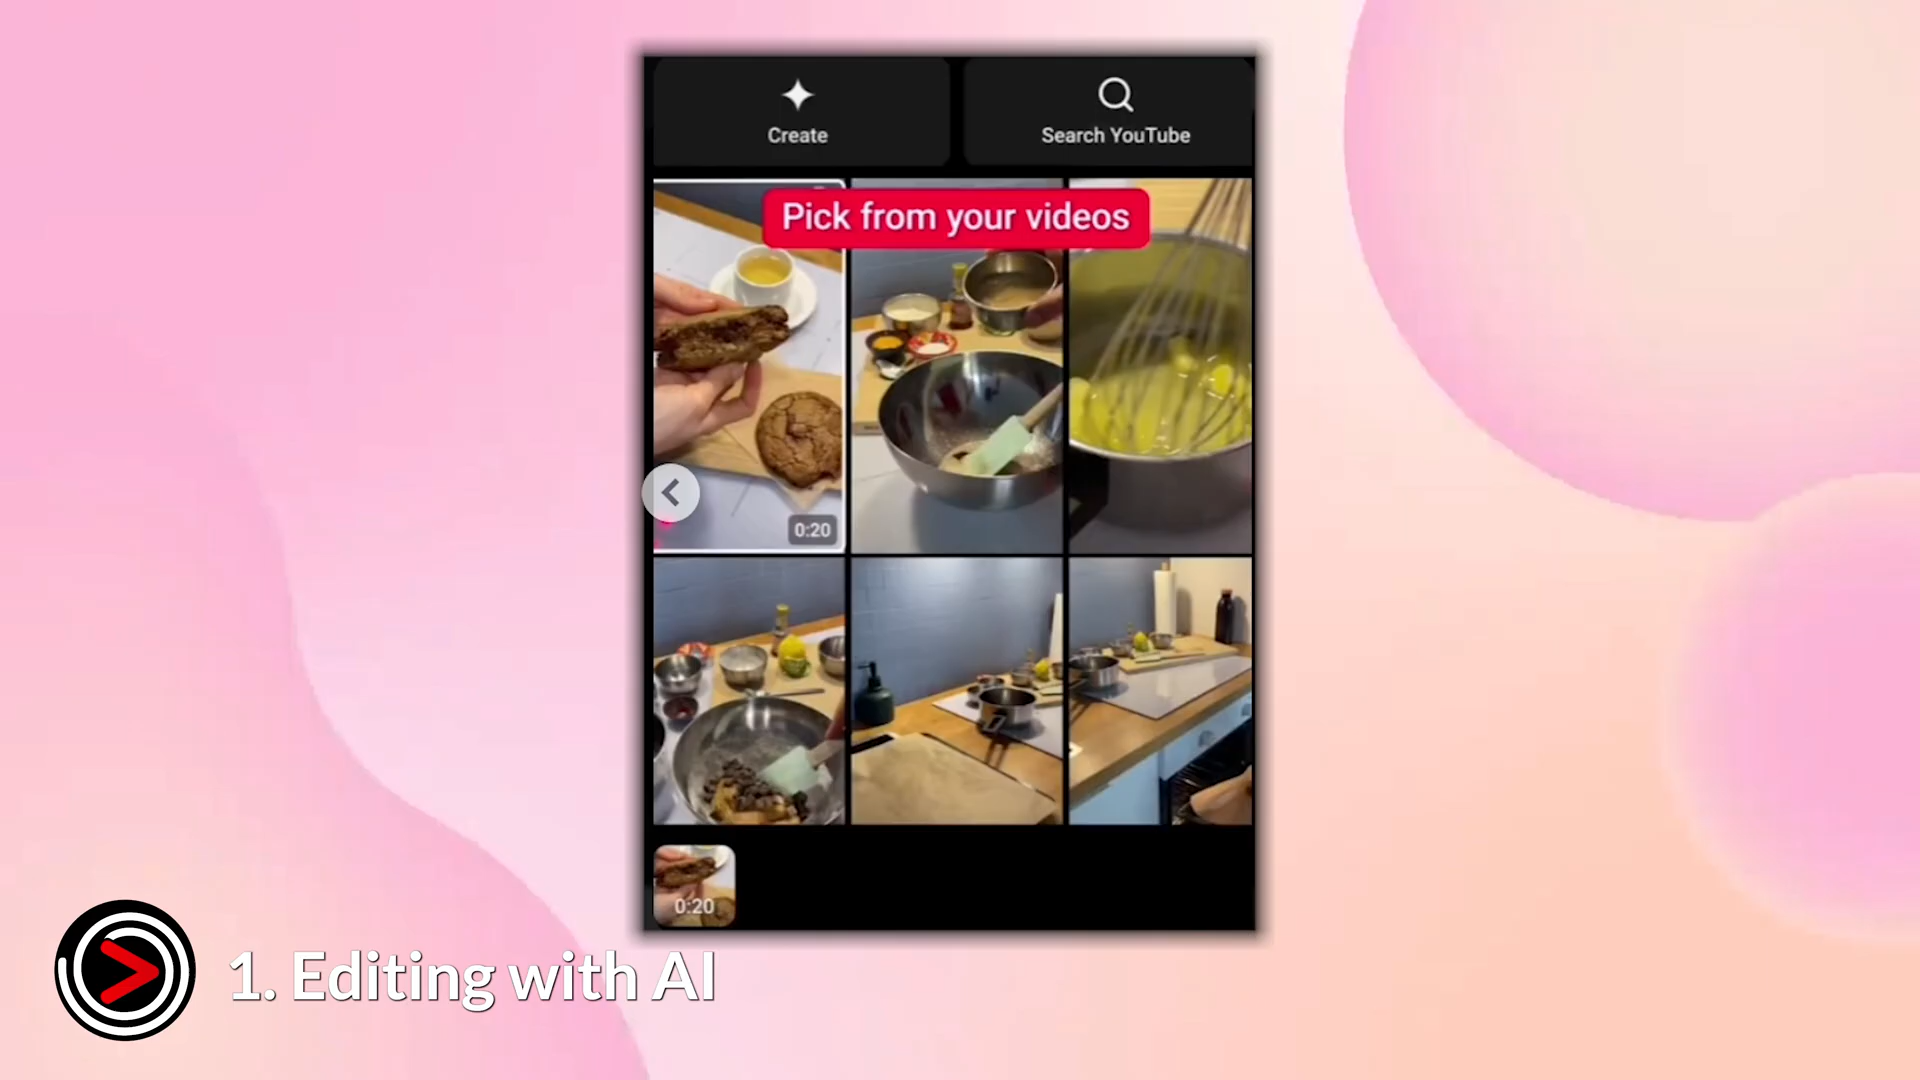 Create
Search YouTube
Pick from your videos
0:20
0:20
1. Editing with AI